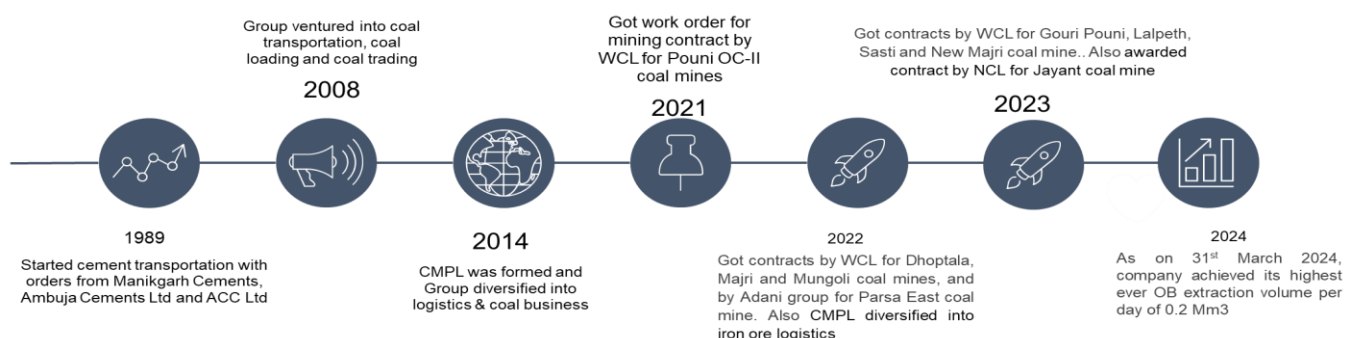 Group ventured into coal
transportation, coal
loading and coal trading
2008
Got work order for
mining contract by
WCL for Pouni OC-II
coal mines
2021
Got contracts by WCL for Gouri Pouni, Lalpeth,
Sasti and New Majri coal mine.. Also awarded
contract by NCL for Jayant coal mine
2023
1989
Started cement transportation with
orders from Manikgarh Cements,
Ambuja Cements Ltd and ACC Ltd
2014
CMPL was formed and
Group diversified into
logistics & coal business
2022
Got contracts by WCL for Dhoptala,
Majri and Mungoli coal mines, and
by Adani group for Parsa East coal
mine. Also CMPL diversified into
iron ore logistics
2024
As on 31st March 2024,
company achieved its highest
ever OB extraction volume per
day of 0.2 Mm3